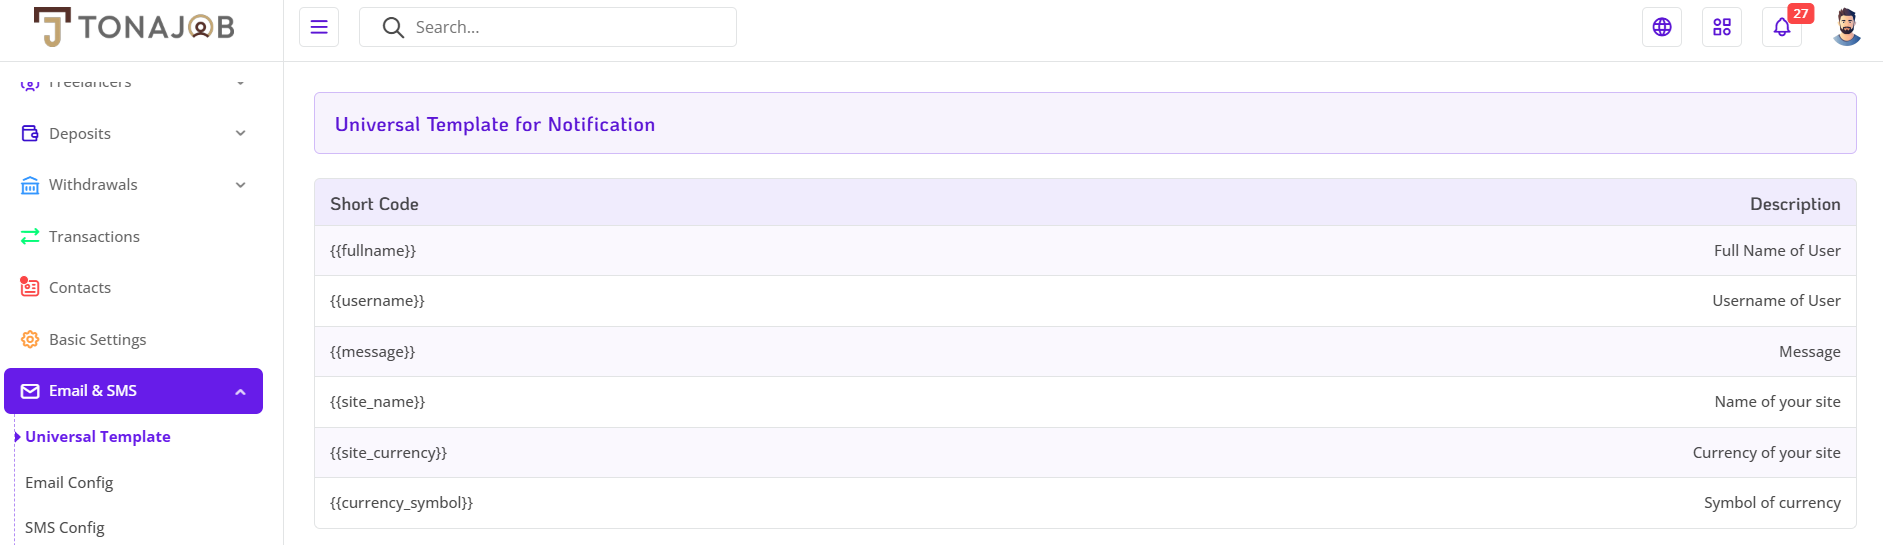 TONAJOB
Search...
27
Freelancers
Deposits
Withdrawals
Transactions
Contacts
Basic Settings
Email & SMS
Universal Template
Email Config
SMS Config
Universal Template for Notification
Short Code Description
{{fullname}} Full Name of User
{{username}} Username of User
{{message}} Message
{{site_name}} Name of your site
{{site_currency}} Currency of your site
{{currency_symbol}} Symbol of currency